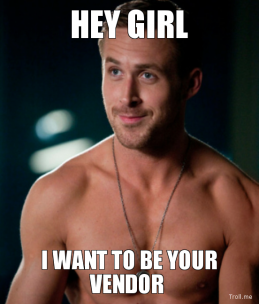 HEY GIRL
I WANT TO BE YOUR
VENDOR
Troll.me